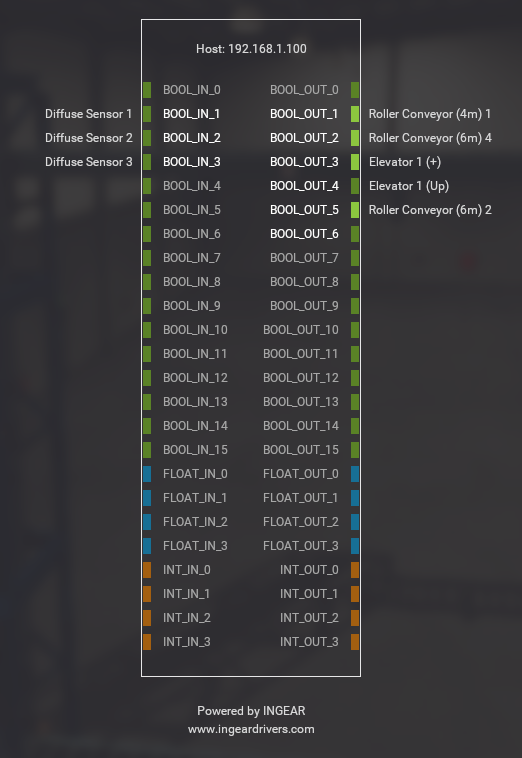 Host: 192.168.1.100
BOOL_IN_0 BOOL_OUT_0
Diffuse Sensor 1 BOOL_IN_1 BOOL_OUT_1 Roller Conveyor (4m) 1
Diffuse Sensor 2 BOOL_IN_2 BOOL_OUT_2 Roller Conveyor (6m) 4
Diffuse Sensor 3 BOOL_IN_3 BOOL_OUT_3 Elevator 1 (+)
BOOL_IN_4 BOOL_OUT_4 Elevator 1 (Up)
BOOL_IN_5 BOOL_OUT_5 Roller Conveyor (6m) 2
BOOL_IN_6 BOOL_OUT_6
BOOL_IN_7 BOOL_OUT_7
BOOL_IN_8 BOOL_OUT_8
BOOL_IN_9 BOOL_OUT_9
BOOL_IN_10 BOOL_OUT_10
BOOL_IN_11 BOOL_OUT_11
BOOL_IN_12 BOOL_OUT_12
BOOL_IN_13 BOOL_OUT_13
BOOL_IN_14 BOOL_OUT_14
BOOL_IN_15 BOOL_OUT_15
FLOAT_IN_0 FLOAT_OUT_0
FLOAT_IN_1 FLOAT_OUT_1
FLOAT_IN_2 FLOAT_OUT_2
FLOAT_IN_3 FLOAT_OUT_3
INT_IN_0 INT_OUT_0
INT_IN_1 INT_OUT_1
INT_IN_2 INT_OUT_2
INT_IN_3 INT_OUT_3
Powered by INGEAR
www.ingeardrivers.com